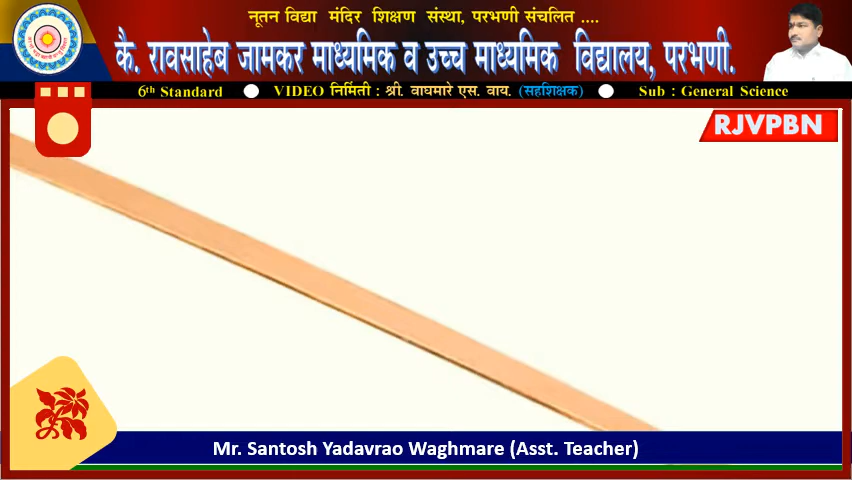 नूतन विद्या मंदिर शिक्षण संस्था, परभणी संचलित ....
कै. रावसाहेब जामकर माध्यमिक व उच्च माध्यमिक विद्यालय, परभणी.
6th Standard ● VIDEO निर्मिती : श्री. वाघमारे एस. वाय. (सहशिक्षक) ● Sub : General Science
RJVPBN
Mr. Santosh Yadavrao Waghmare (Asst. Teacher)